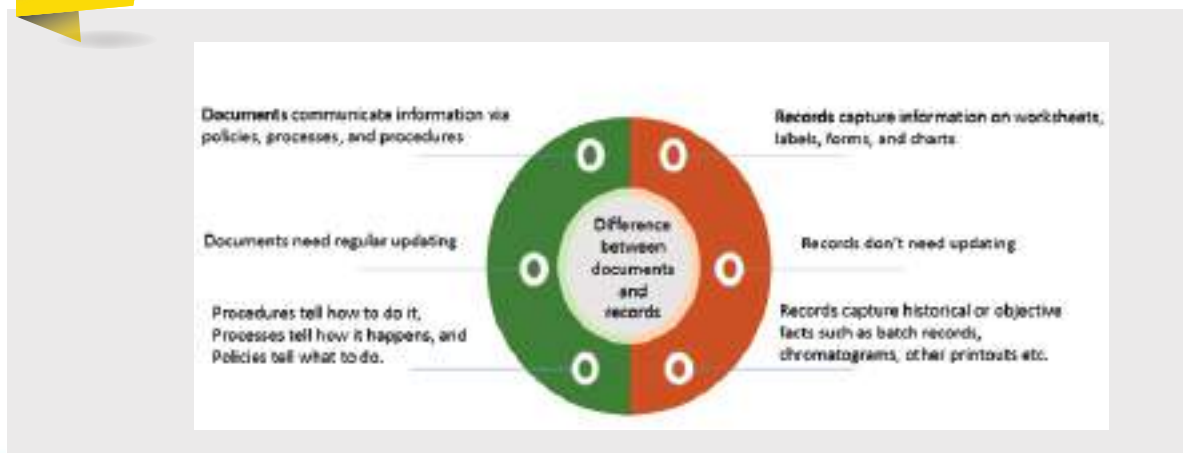 Documents communicate information via
policies, processes, and procedures
Documents need regular updating
Procedures tell how to do it,
Processes tell how it happens, and
Policies tell what to do.
Difference
between
documents
and
records
Records capture information on worksheets,
labels, forms, and charts
Records don't need updating
Records capture historical or objective
facts such as batch records,
chromatograms, other printouts etc.